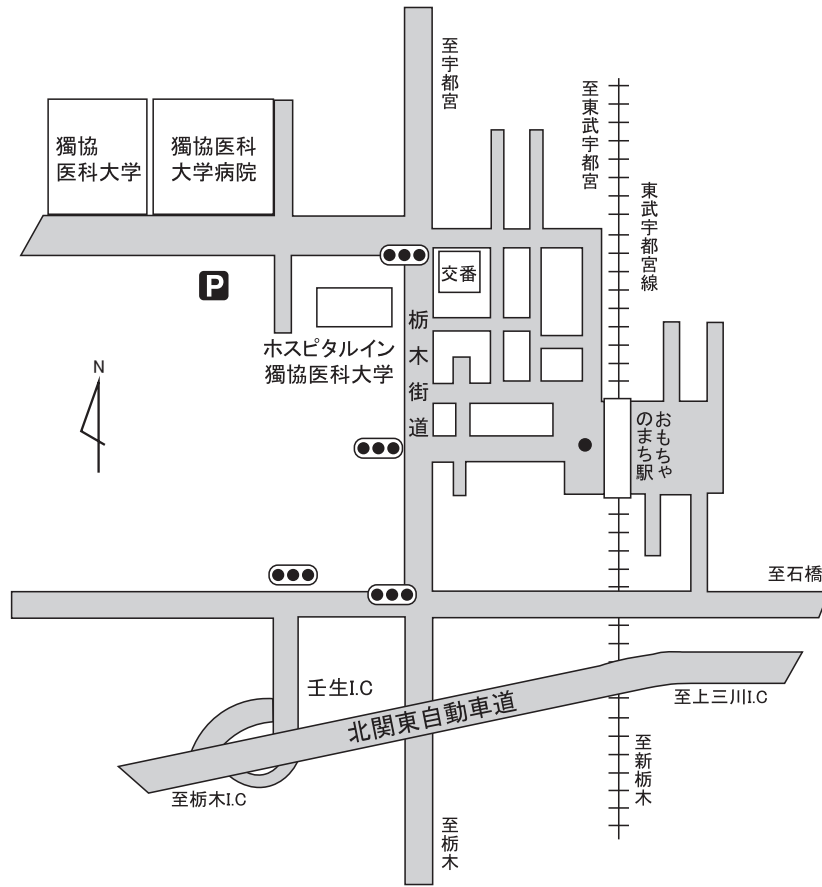 至宇都宮
至東武宇都宮
東武宇都宮線
獨協
医科大学
獨協医科
大学病院
P
交番
栃木街道
ホスピタルイン
獨協医科大学
N
おもちゃ
のまち駅
至石橋
壬生I.C
北関東自動車道
至上三川I.C
至栃木I.C
至新栃木
至栃木